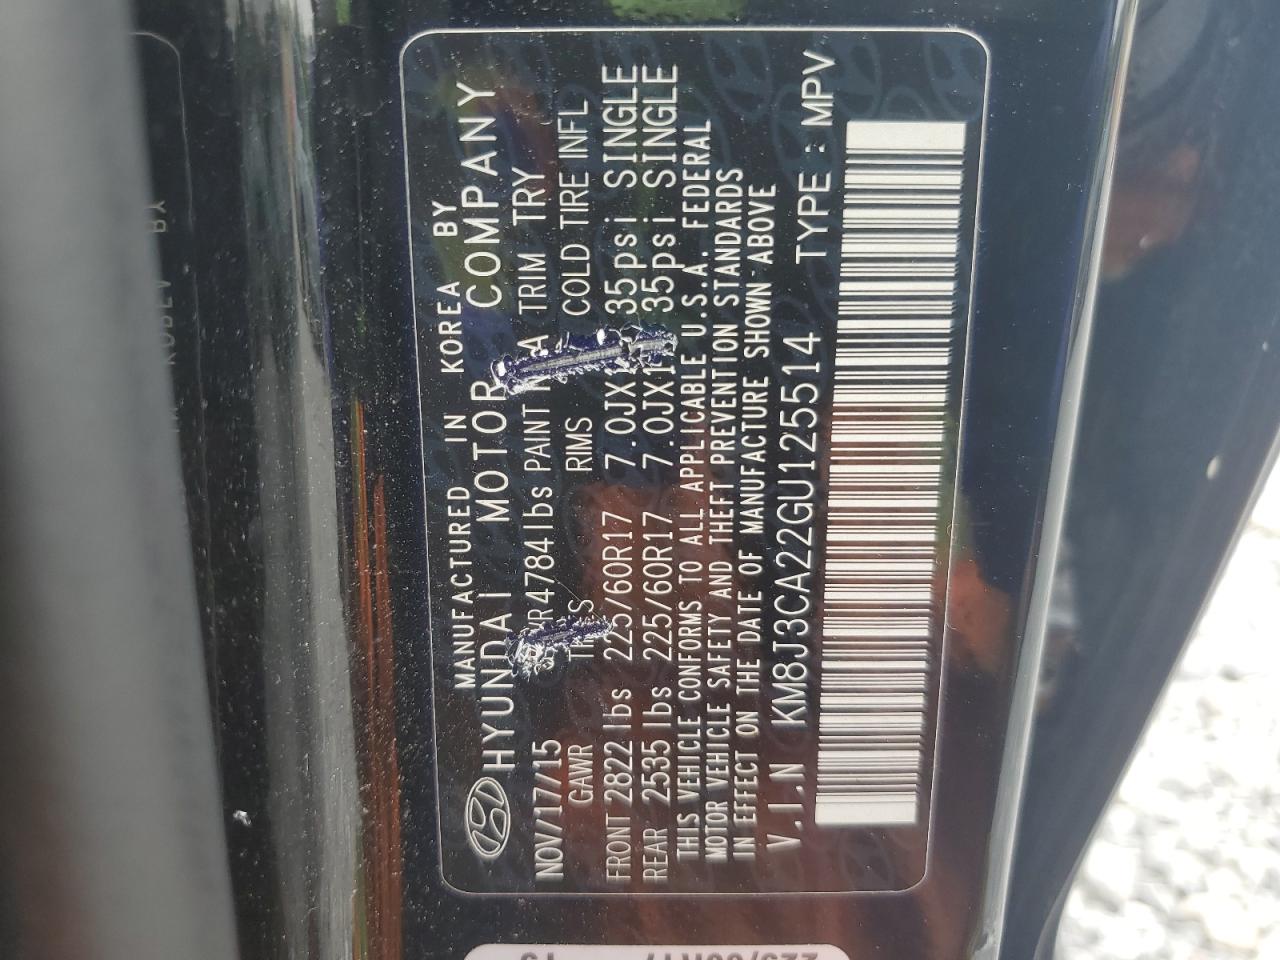 MANUFACTURED IN KOREA BY
HYUNDAI MOTOR COMPANY
NOV/17/15 4784lbs PAINT TRIM TRY
GAWR RIMS COLD TIRE INFL
FRONT 2822 lbs 225/60R17 7.0JX1 35psi SINGLE
REAR 2535 lbs 225/60R17 7.0JX1 35psi SINGLE
THIS VEHICLE CONFORMS TO ALL APPLICABLE U.S.A. FEDERAL
MOTOR VEHICLE SAFETY AND THEFT PREVENTION STANDARDS
IN EFFECT ON THE DATE OF MANUFACTURE SHOWN ABOVE
V.I.N KM8J3CA22GU125514 TYPE : MPV